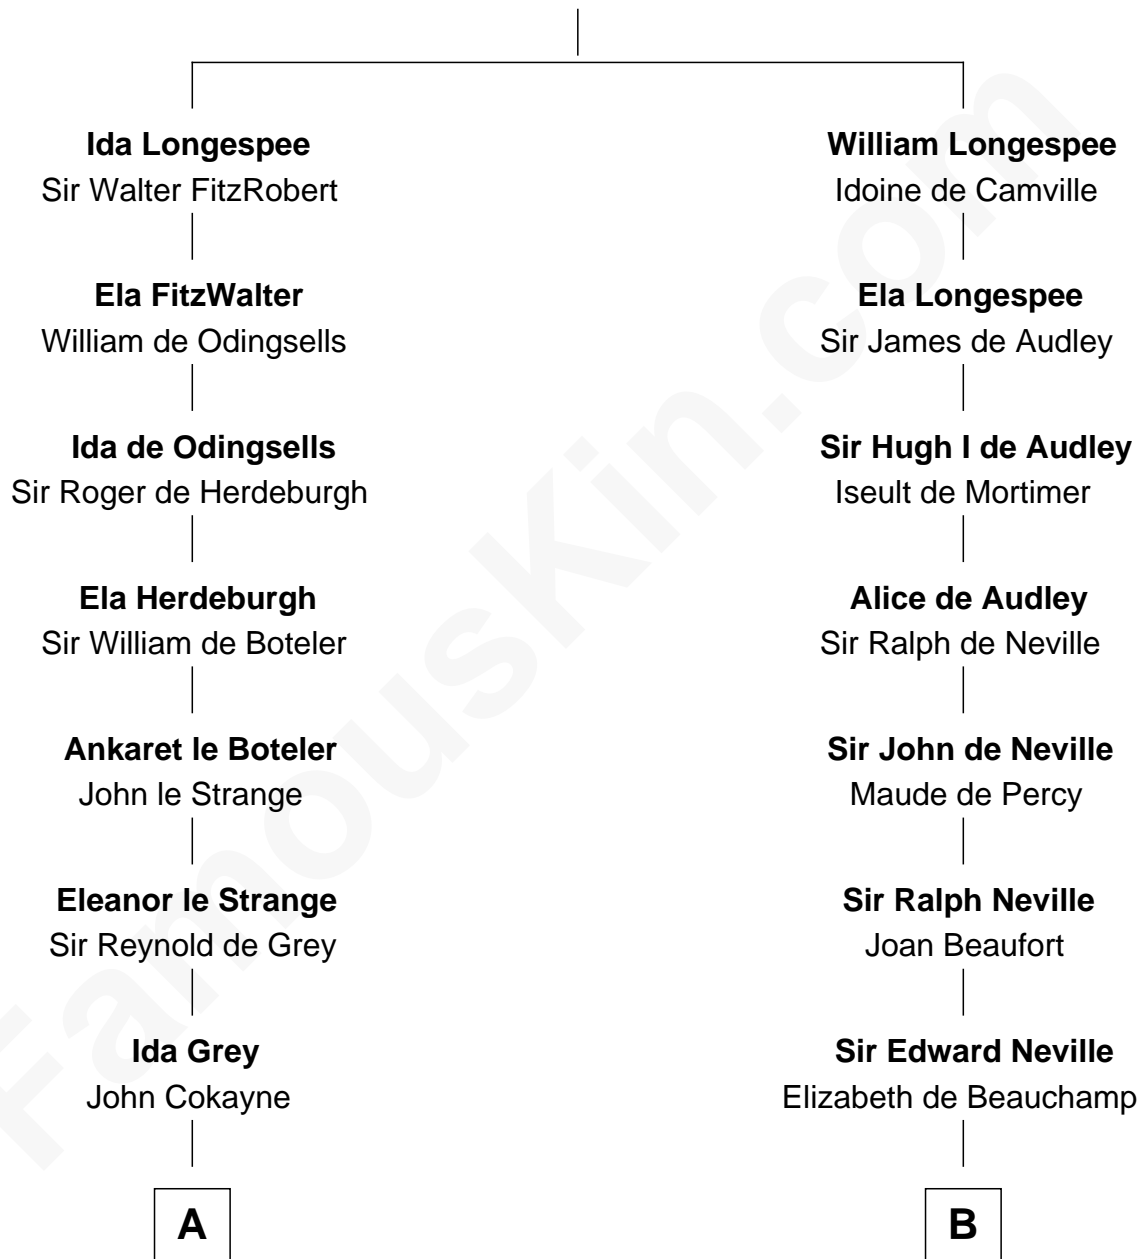 Ida Longespee
Sir Walter FitzRobert
Ela FitzWalter
William de Odingsells
Ida de Odingsells
Sir Roger de Herdeburgh
Ela Herdeburgh
Sir William de Boteler
Ankaret le Boteler
John le Strange
Eleanor le Strange
Sir Reynold de Grey
Ida Grey
John Cokayne
A
William Longespee
Idoine de Camville
Ela Longespee
Sir James de Audley
Sir Hugh I de Audley
Iseult de Mortimer
Alice de Audley
Sir Ralph de Neville
Sir John de Neville
Maude de Percy
Sir Ralph Neville
Joan Beaufort
Sir Edward Neville
Elizabeth de Beauchamp
B
FamousKin.com